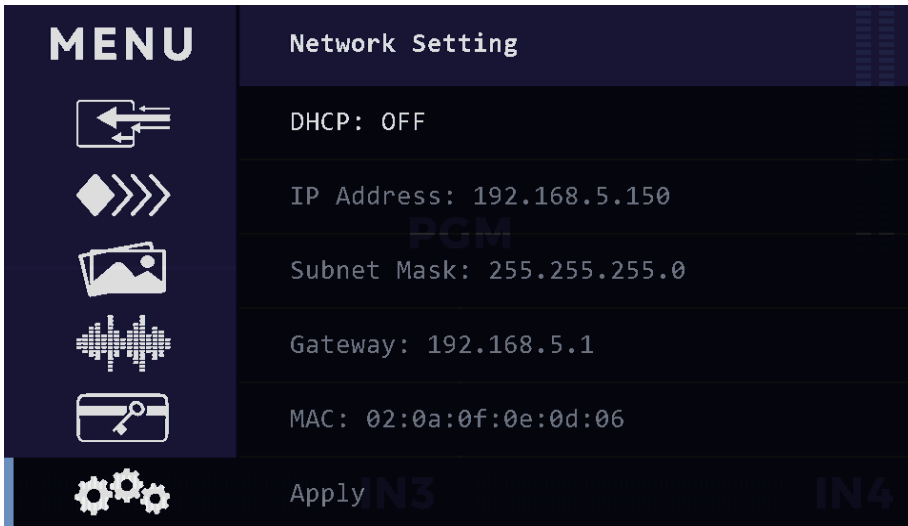 MENU
Network Setting
DHCP: OFF
IP Address: 192.168.5.150
PGM
Subnet Mask: 255.255.255.0
Gateway: 192.168.5.1
MAC: 02:0a:0f:0e:0d:06
Apply
IN3
IN4